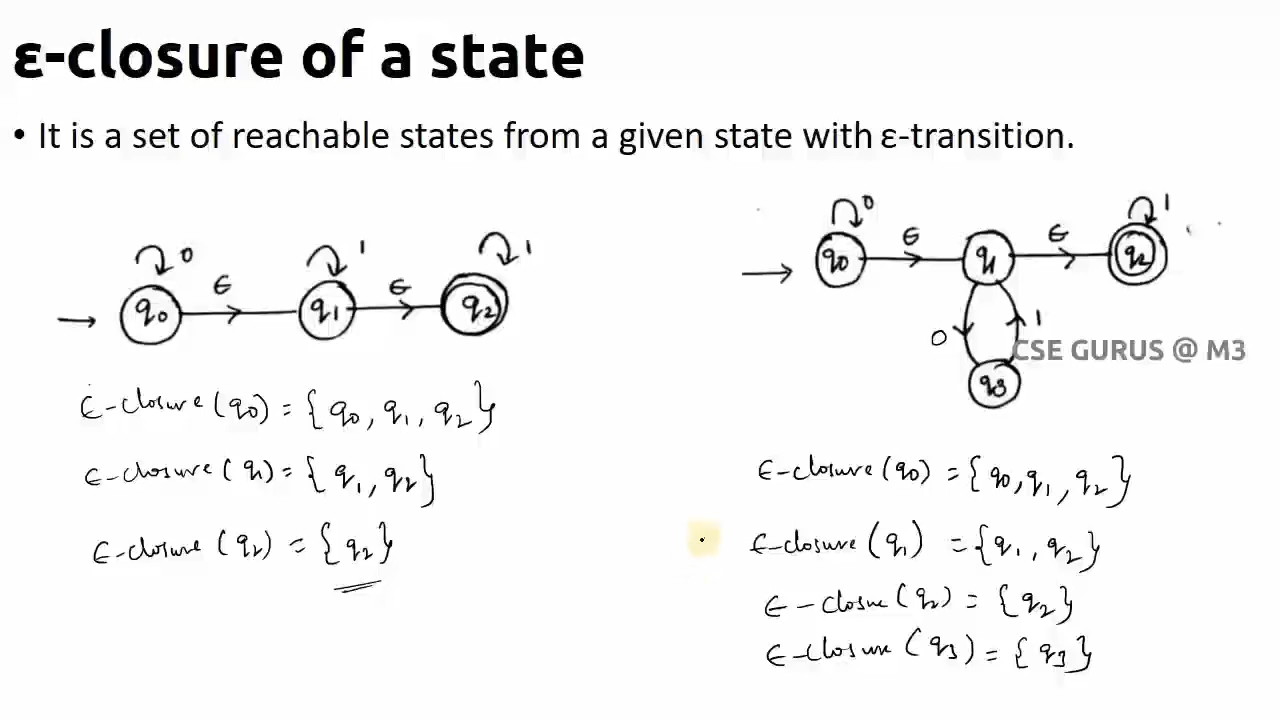 ε-closure of a state
• It is a set of reachable states from a given state with ε-transition.
0 1 1
ϵ ϵ
→ q0 q1 q2
ϵ-closure(q0) = {q0, q1, q2}
ϵ-closure(q1) = {q1, q2}
ϵ-closure(q2) = {q2}
0 1
ϵ ϵ
→ q0 q1 q2
0 1
CSE GURUS @ M3
q3
ϵ-closure(q0) = {q0, q1, q2}
ϵ-closure(q1) = {q1, q2}
ϵ-closure(q2) = {q2}
ϵ-closure(q3) = {q3}